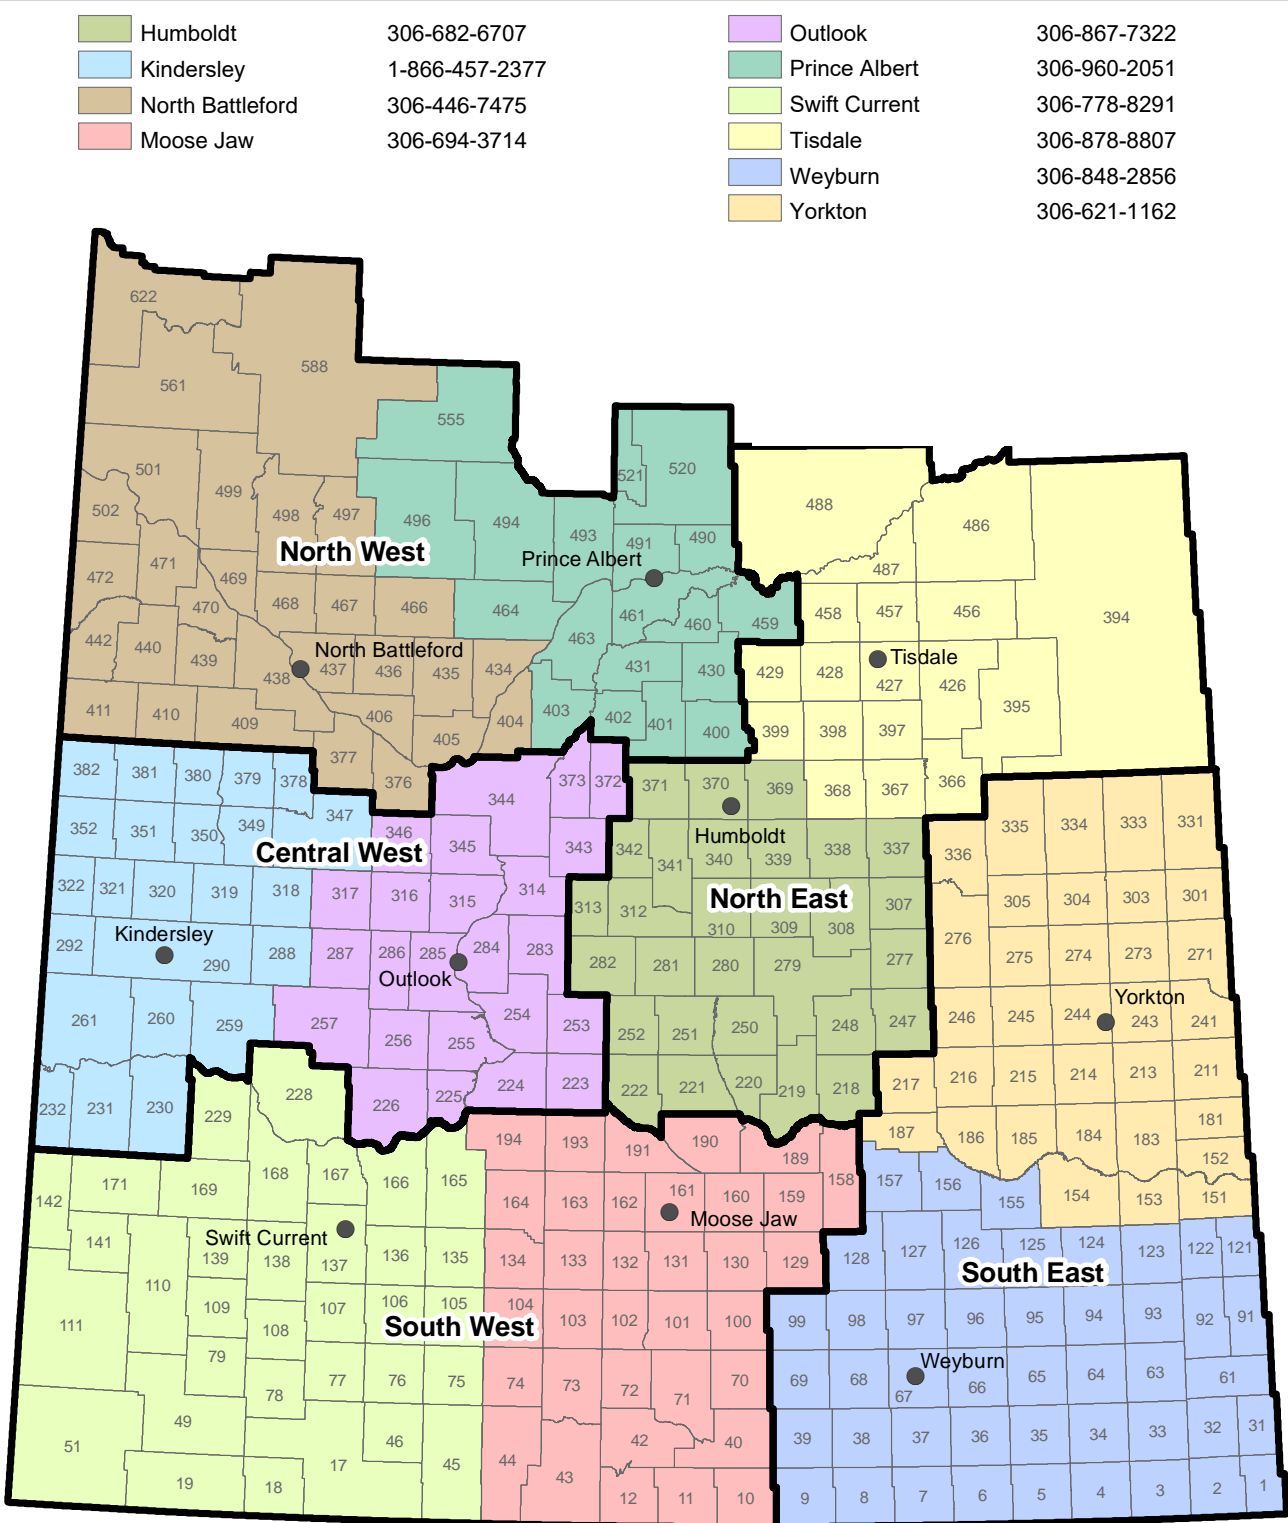 Humboldt 306-682-6707 Outlook 306-867-7322
Kindersley 1-866-457-2377 Prince Albert 306-960-2051
North Battleford 306-446-7475 Swift Current 306-778-8291
Moose Jaw 306-694-3714 Tisdale 306-878-8807
Weyburn 306-848-2856
Yorkton 306-621-1162
622
588
561
555
501 521 520
499
502 498 497 496 494 493 491 490 488 486
North West
Prince Albert
471 487
472 469
470 468 467 466 464 461 460 459 458 457 456 394
442 440 439 463
North Battleford
438 437 436 435 434 431 430 429 428 Tisdale
427 426
411 410 409 406 405 404 403 402 401 400 399 398 397 395
377 376
382 381 380 379 378 344 373 372 371 370 369 368 367 366
352 351 350 349 347 346 345 343 342 341 Humboldt
340 339 338 337 336 335 334 333 331
Central West
322 321 320 319 318 317 316 315 314 313 312 307 305 304 303 301
North East
310 309 308
Kindersley
292 290 288 287 286 285 284 283 282 281 280 279 277 276 275 274 273 271
Outlook
Yorkton
261 260 259 257 256 255 254 253 252 251 250 248 247 246 245 244 243 241
232 231 230 229 228 226 225 224 223 222 221 220 219 218 217 216 215 214 213 211
194 193 191 190 189 187 186 185 184 183 181
152
142 171 169 168 167 166 165 164 163 162 161 160 159 158 157 156 155 154 153 151
Swift Current
Moose Jaw
141 139 138 137 136 135 134 133 132 131 130 129 128 127 126 125 124 123 122 121
South East
110 109 107 106 105 104 103 102 101 100 99 98 97 96 95 94 93 92 91
South West
111 108
79 78 77 76 75 74 73 72 71 70 69 68 67 66 65 64 63 61
Weyburn
51 49 46 45 44 43 42 40 39 38 37 36 35 34 33 32 31
19 18 17 12 11 10 9 8 7 6 5 4 3 2 1